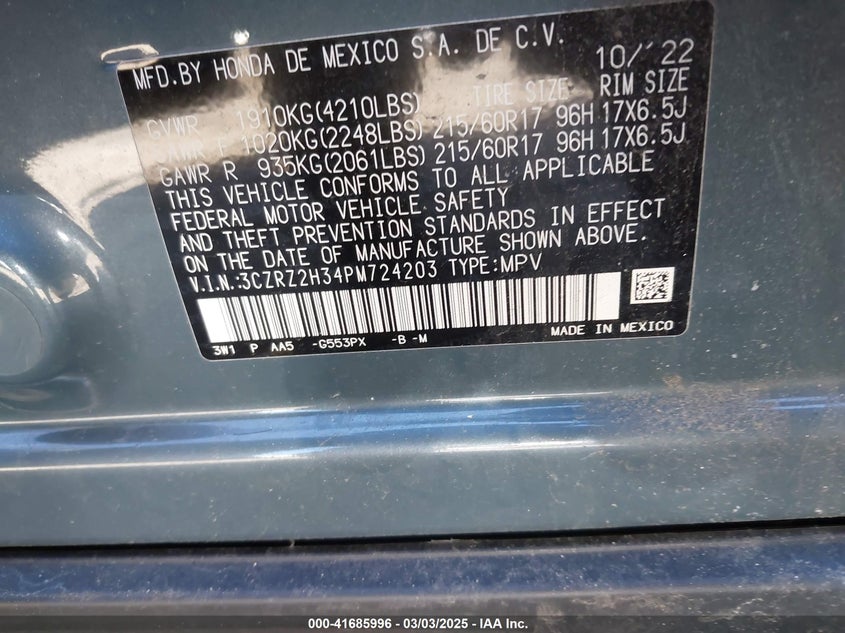 MFD.BY HONDA DE MEXICO S.A. DE C.V. 10/'22
GVWR 1910KG(4210LBS) TIRE SIZE RIM SIZE
GAWR F 1020KG(2248LBS) 215/60R17 96H 17X6.5J
GAWR R 935KG(2061LBS) 215/60R17 96H 17X6.5J
THIS VEHICLE CONFORMS TO ALL APPLICABLE
FEDERAL MOTOR VEHICLE SAFETY
AND THEFT PREVENTION STANDARDS IN EFFECT
ON THE DATE OF MANUFACTURE SHOWN ABOVE.
V.I.N.:3CZRZ2H34PM724203 TYPE:MPV
3W1 P AA5 -G553PX -B -M MADE IN MEXICO
000-41685996 - 03/03/2025 - IAA Inc.